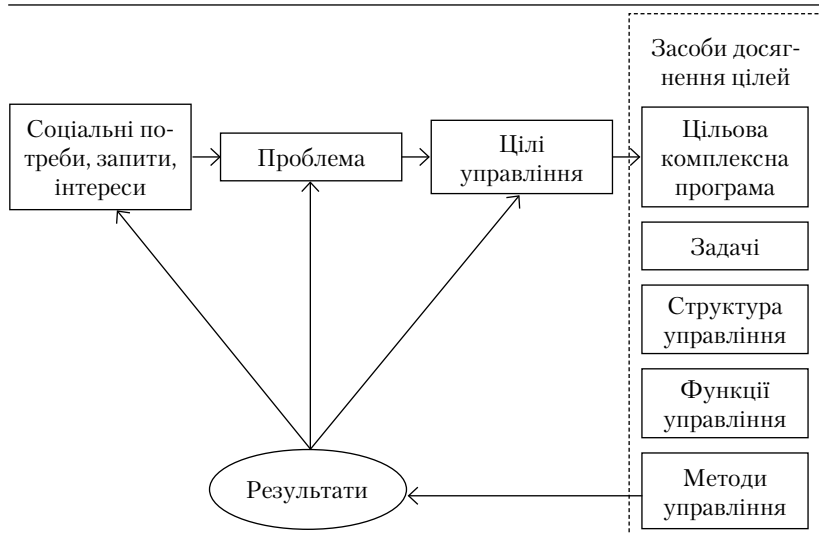 Засоби досяг-
нення цілей
Соціальні по-
треби, запити,
інтереси
Проблема
Цілі
управління
Цільова
комплексна
програма
Задачі
Структура
управління
Функції
управління
Методи
управління
Результати